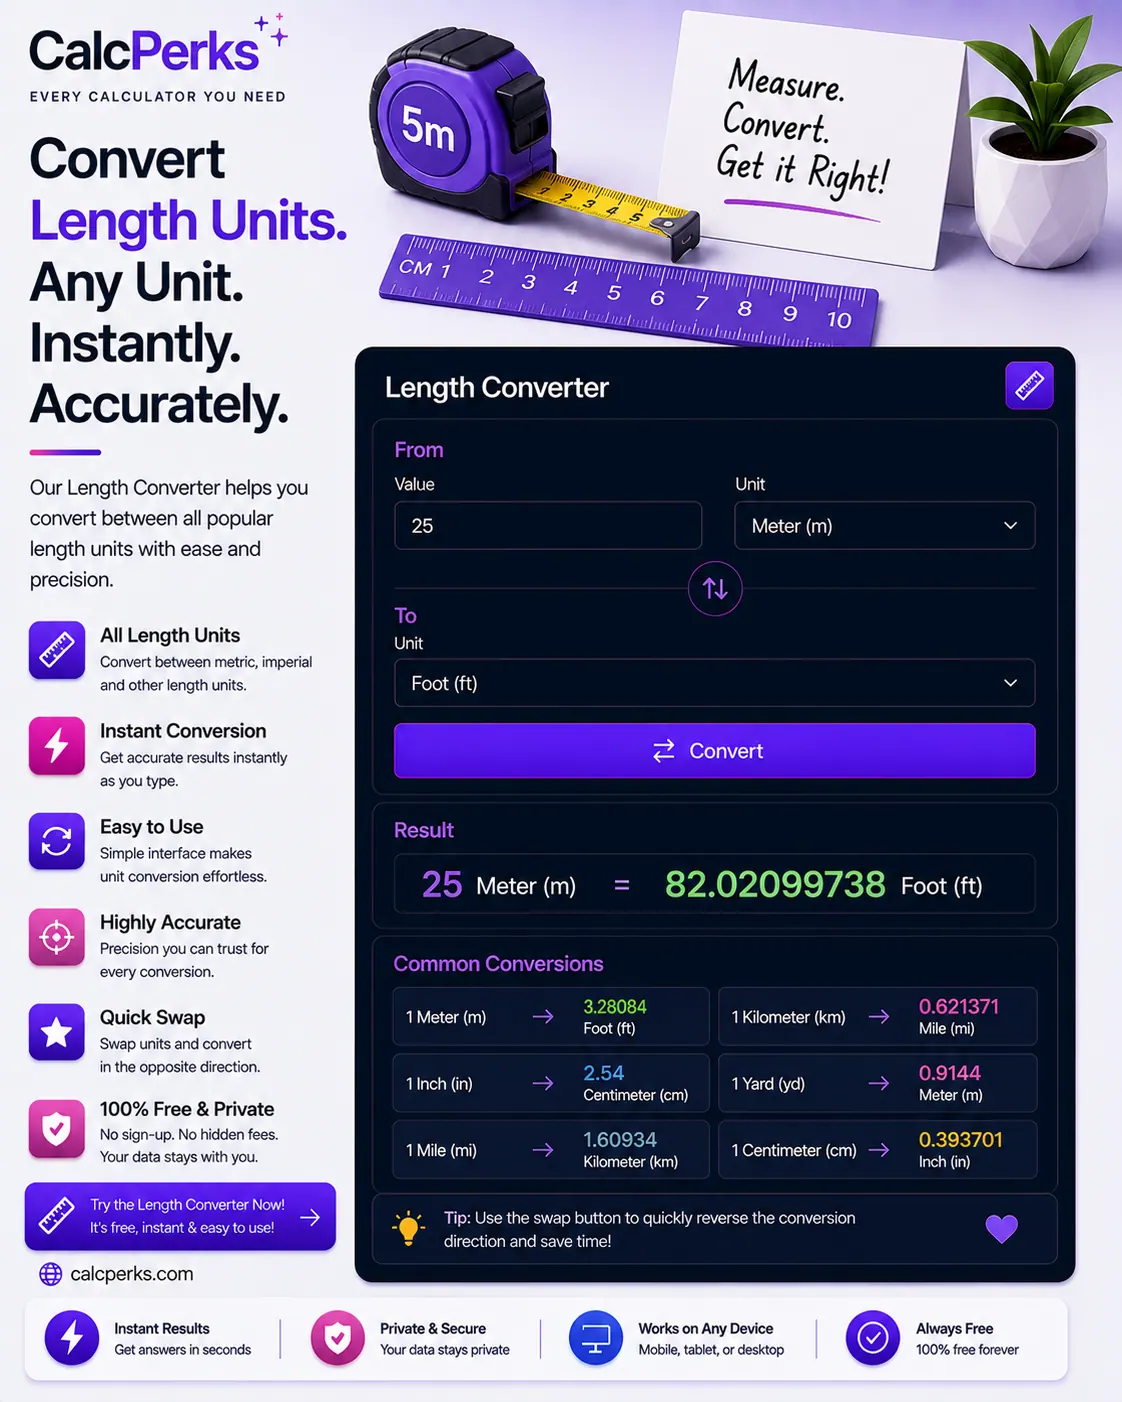 CalcPerks
EVERY CALCULATOR YOU NEED
Convert
Length Units.
Any Unit.
Instantly.
Accurately.
Our Length Converter helps you
convert between all popular
length units with ease and
precision.
All Length Units
Convert between metric, imperial
and other length units.
Instant Conversion
Get accurate results instantly
as you type.
Easy to Use
Simple interface makes
unit conversion effortless.
Highly Accurate
Precision you can trust for
every conversion.
Quick Swap
Swap units and convert
in the opposite direction.
100% Free & Private
No sign-up. No hidden fees.
Your data stays with you.
Try the Length Converter Now!
It's free, instant & easy to use!
calcperks.com
5m
1 2 3 4 5
Measure.
Convert.
Get it Right!
CM 1 2 3 4 5 6 7 8 9 10
Length Converter
From
Value
Unit
25
Meter (m)
To
Unit
Foot (ft)
Convert
Result
25 Meter (m) = 82.02099738 Foot (ft)
Common Conversions
1 Meter (m) → 3.28084
Foot (ft)
1 Kilometer (km) → 0.621371
Mile (mi)
1 Inch (in) → 2.54
Centimeter (cm)
1 Yard (yd) → 0.9144
Meter (m)
1 Mile (mi) → 1.60934
Kilometer (km)
1 Centimeter (cm) → 0.393701
Inch (in)
Tip: Use the swap button to quickly reverse the conversion
direction and save time!
Instant Results
Get answers in seconds
Private & Secure
Your data stays private
Works on Any Device
Mobile, tablet, or desktop
Always Free
100% free forever